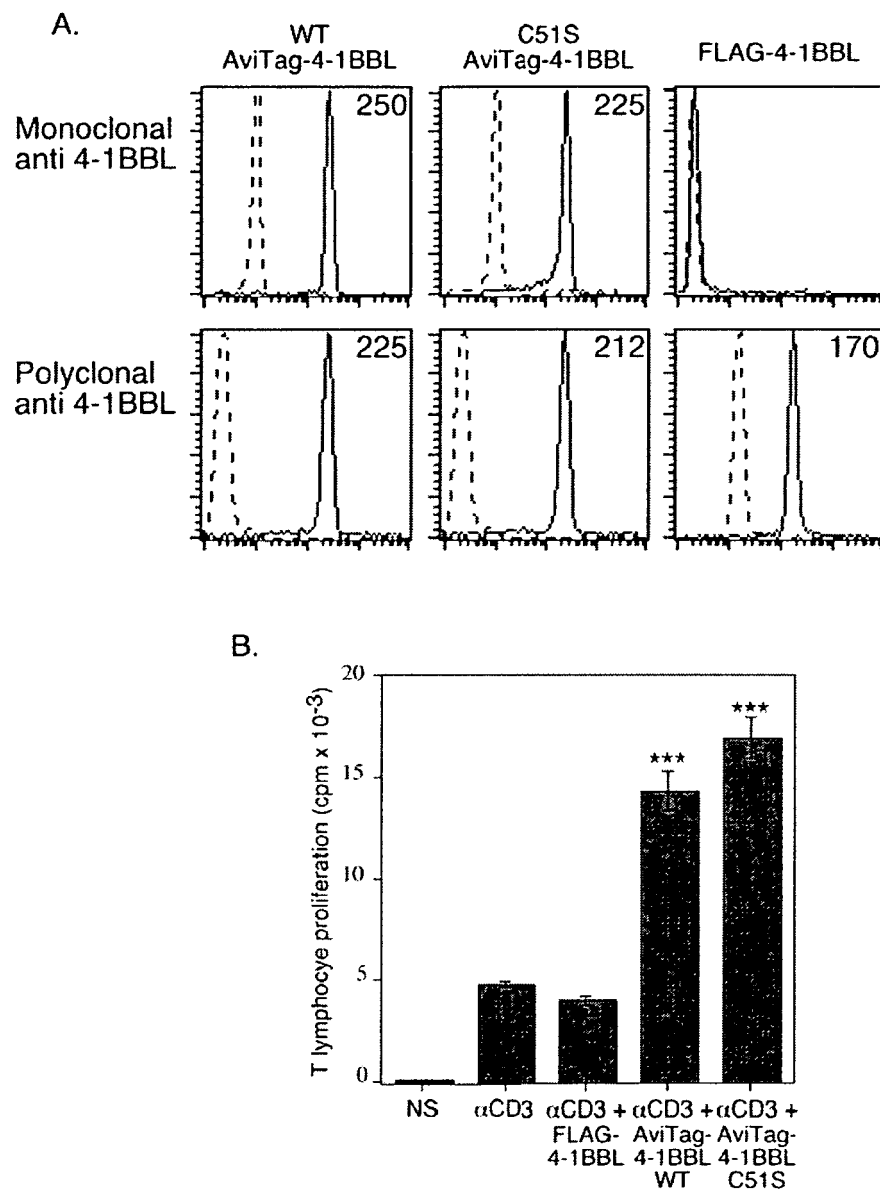 A.
WT
AviTag-4-1BBL
C51S
AviTag-4-1BBL
FLAG-4-1BBL
Monoclonal
anti 4-1BBL
250
225
Polyclonal
anti 4-1BBL
225
212
170
B.
T lymphocye proliferation (cpm x 10-3)
20
15
10
5
0
***
***
NS
αCD3
αCD3 +
FLAG-
4-1BBL
αCD3 +
AviTag-
4-1BBL
WT
αCD3 +
AviTag-
4-1BBL
C51S